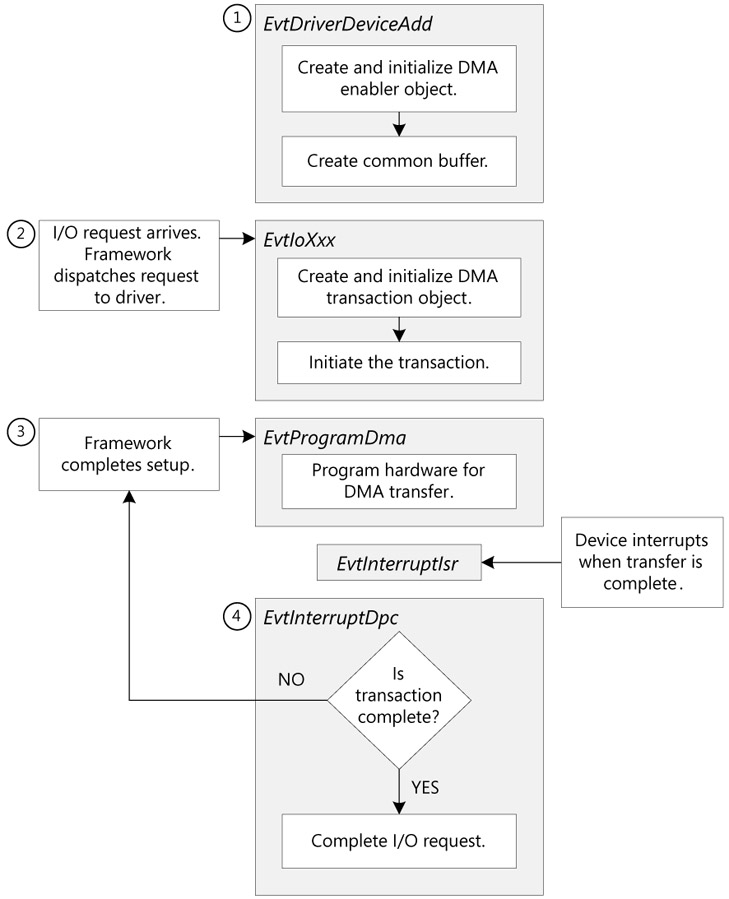 1
EvtDriverDeviceAdd
Create and initialize DMA
enabler object.
Create common buffer.
2
I/O request arrives.
Framework
dispatches request
to driver.
EvtIoXxx
Create and initialize DMA
transaction object.
Initiate the transaction.
3
Framework
completes setup.
EvtProgramDma
Program hardware for
DMA transfer.
EvtInterruptIsr
Device interrupts
when transfer is
complete.
4
EvtInterruptDpc
Is
transaction
complete?
NO
YES
Complete I/O request.